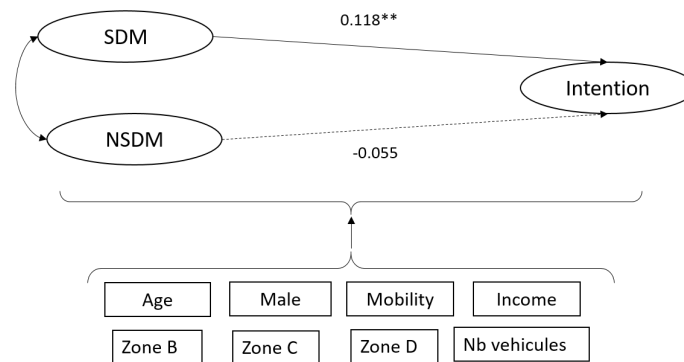 0.118**
SDM
Intention
NSDM
-0.055
Age Male Mobility Income
Zone B Zone C Zone D Nb vehicules